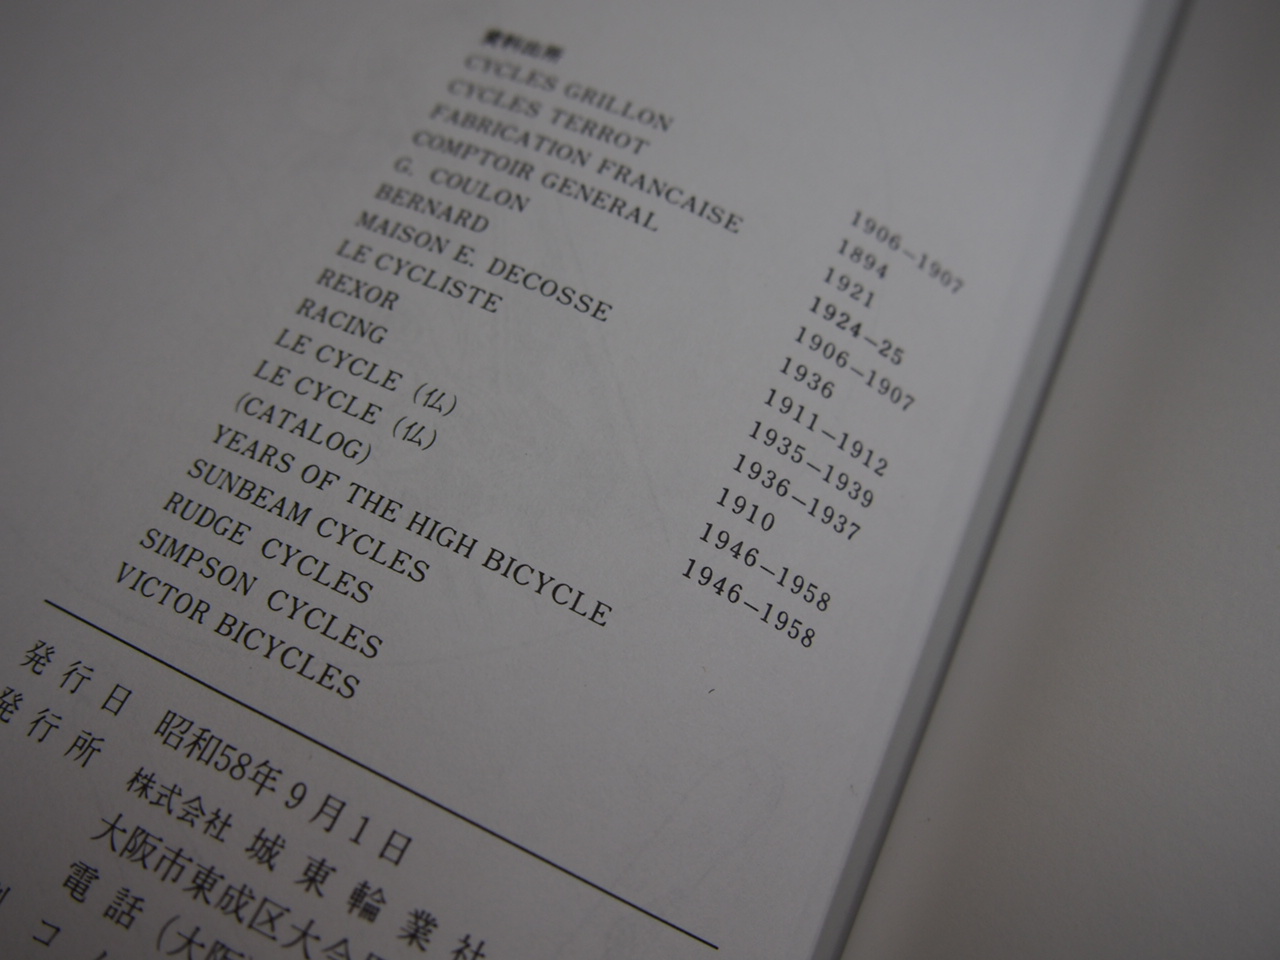 資料出所
CYCLES GRILLON 1906–1907
CYCLES TERROT 1894
FABRICATION FRANCAISE 1921
COMPTOIR GENERAL 1924–25
G. COULON 1906–1907
BERNARD 1936
MAISON E. DECOSSE 1911–1912
LE CYCLISTE 1935–1939
REXOR 1936–1937
RACING 1910
LE CYCLE (仏) 1946–1958
LE CYCLE (仏) 1946–1958
(CATALOG)
YEARS OF THE HIGH BICYCLE
SUNBEAM CYCLES
RUDGE CYCLES
SIMPSON CYCLES
VICTOR BICYCLES
発行日 昭和58年9月1日
発行所 株式会社 城東輪業社
大阪市東成区大今
電話(大阪
コ